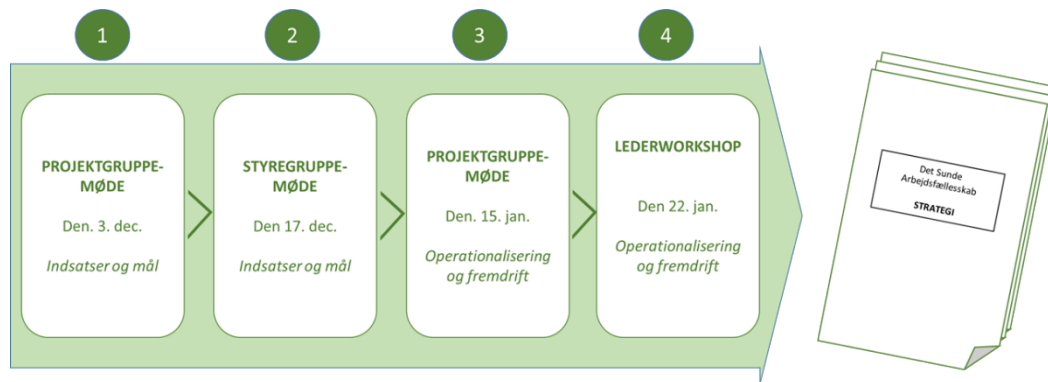 1
2
3
4
PROJEKTGRUPPE-
MØDE
Den. 3. dec.
Indsatser og mål
STYREGRUPPE-
MØDE
Den 17. dec.
Indsatser og mål
PROJEKTGRUPPE-
MØDE
Den. 15. jan.
Operationalisering
og fremdrift
LEDERWORKSHOP
Den 22. jan.
Operationalisering
og fremdrift
Det Sunde
Arbejdsfællesskab
STRATEGI